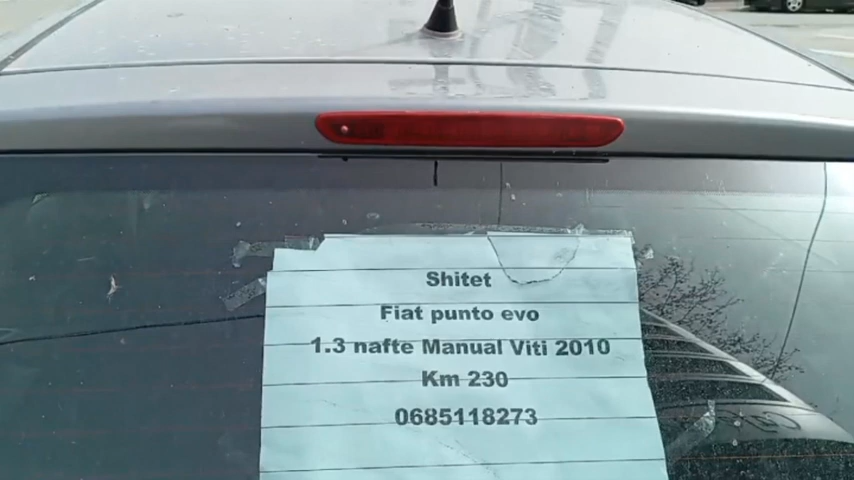 Shitet
Fiat punto evo
1.3 nafte Manual Viti 2010
Km 230
0685118273